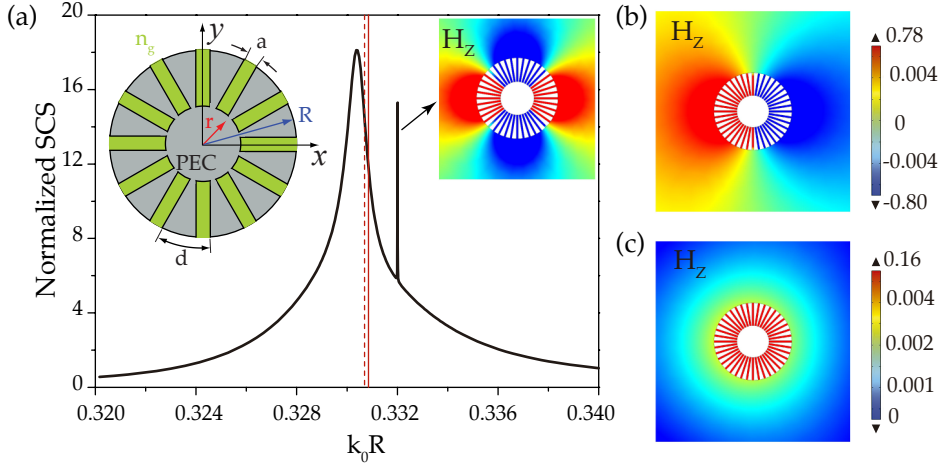 (a)
Normalized SCS
20
16
12
8
4
0
0.320
0.324
0.328
0.332
0.336
0.340
k₀R
n_g
y
a
r
R
PEC
x
d
H_Z
(b)
H_Z
0.78
0.004
0
-0.004
-0.80
(c)
H_Z
0.16
0.004
0.002
0.001
0